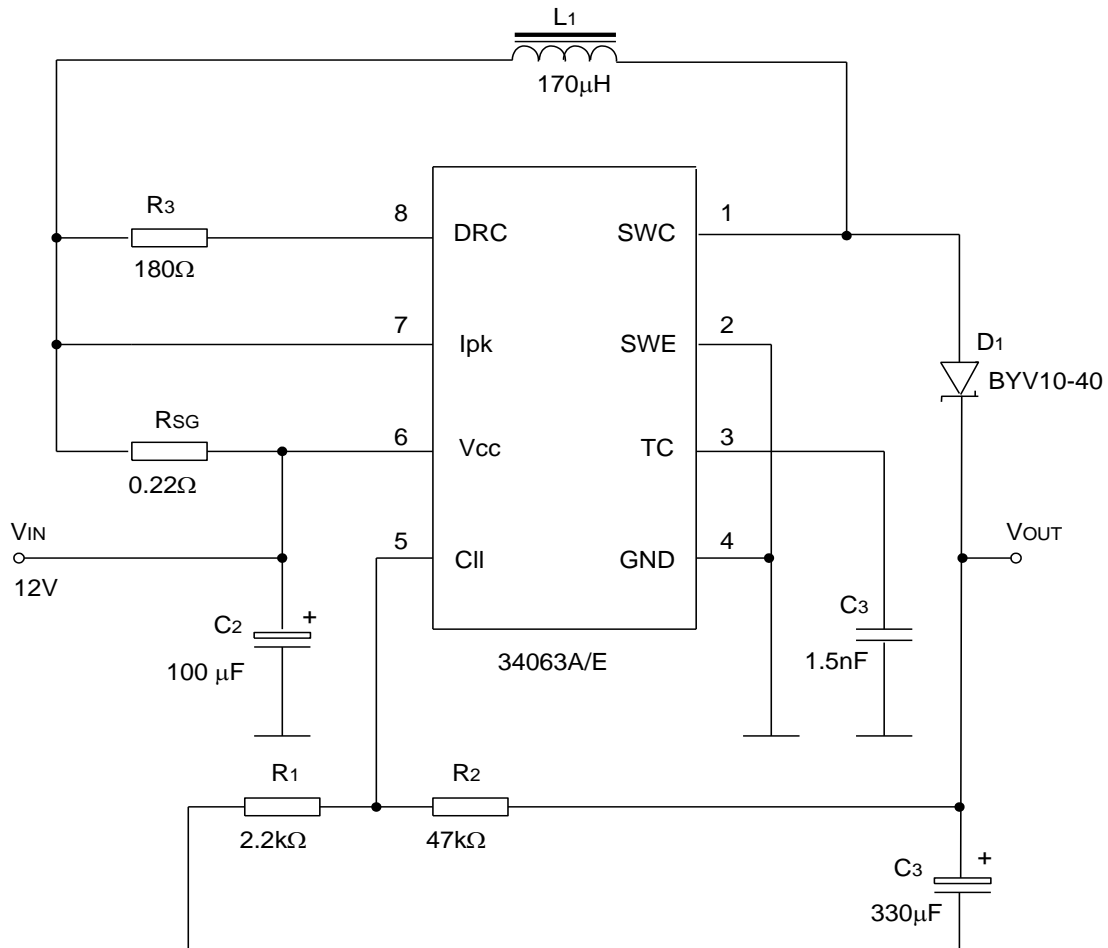 L1
170μH
R3
8
DRC
SWC
1
180Ω
7
Ipk
SWE
2
D1
BYV10-40
RSG
6
Vcc
TC
3
0.22Ω
VIN
5
CII
GND
4
VOUT
12V
C2
+
C3
100 μF
34063A/E
1.5nF
R1
R2
2.2kΩ
47kΩ
C3
+
330μF